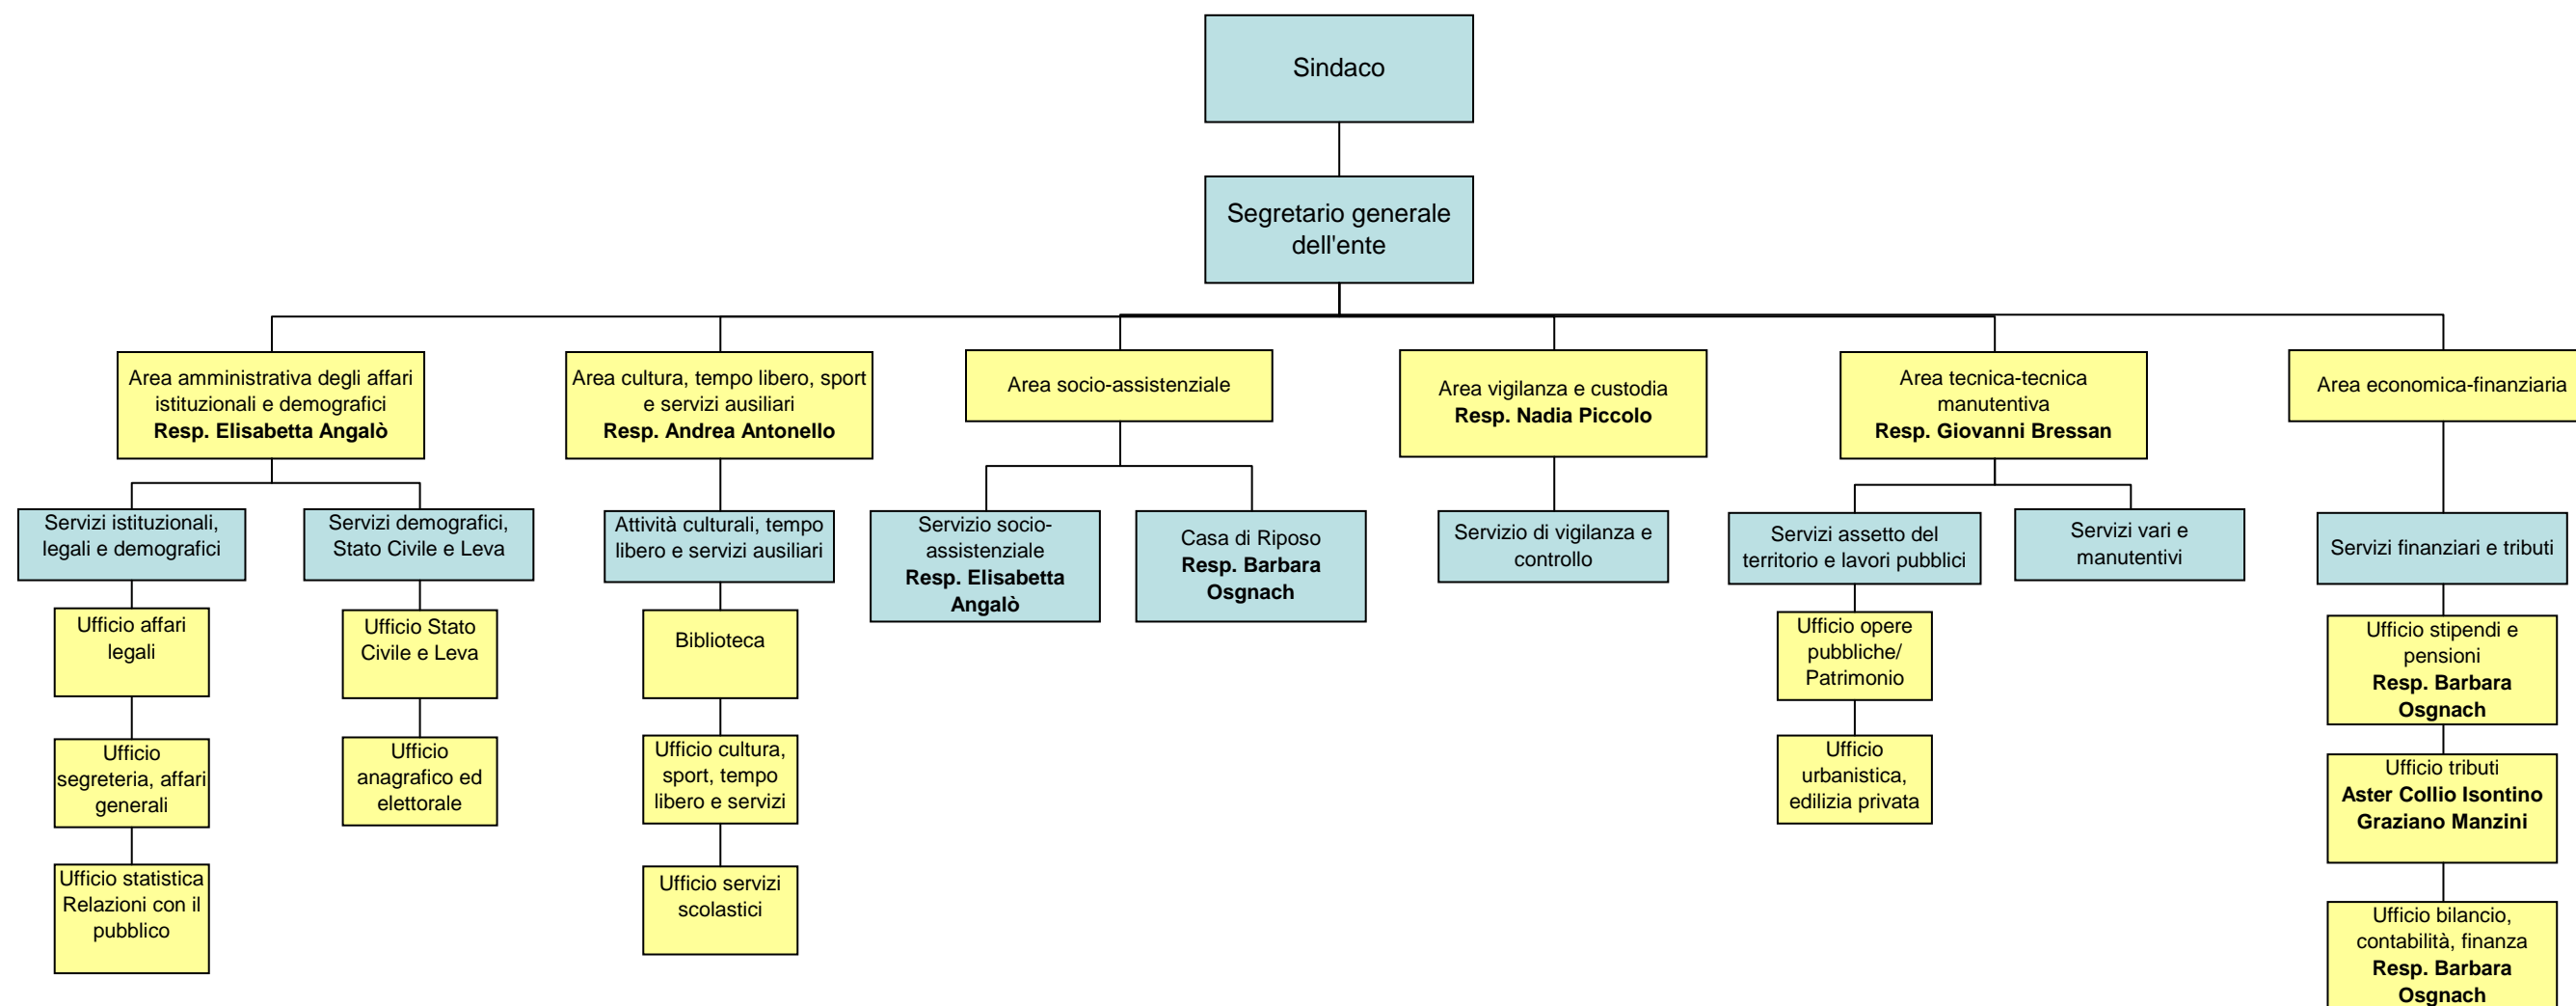 Sindaco
Segretario generale
dell'ente
Area amministrativa degli affari
istituzionali e demografici
Resp. Elisabetta Angalò
Area cultura, tempo libero, sport
e servizi ausiliari
Resp. Andrea Antonello
Area socio-assistenziale
Area vigilanza e custodia
Resp. Nadia Piccolo
Area tecnica-tecnica
manutentiva
Resp. Giovanni Bressan
Area economica-finanziaria
Servizi istituzionali,
legali e demografici
Servizi demografici,
Stato Civile e Leva
Attività culturali, tempo
libero e servizi ausiliari
Servizio socio-
assistenziale
Resp. Elisabetta
Angalò
Casa di Riposo
Resp. Barbara
Osgnach
Servizio di vigilanza e
controllo
Servizi assetto del
territorio e lavori pubblici
Servizi vari e
manutentivi
Servizi finanziari e tributi
Ufficio affari
legali
Ufficio Stato
Civile e Leva
Biblioteca
Ufficio opere
pubbliche/
Patrimonio
Ufficio stipendi e
pensioni
Resp. Barbara
Osgnach
Ufficio
segreteria, affari
generali
Ufficio
anagrafico ed
elettorale
Ufficio cultura,
sport, tempo
libero e servizi
Ufficio
urbanistica,
edilizia privata
Ufficio tributi
Aster Collio Isontino
Graziano Manzini
Ufficio statistica
Relazioni con il
pubblico
Ufficio servizi
scolastici
Ufficio bilancio,
contabilità, finanza
Resp. Barbara
Osgnach